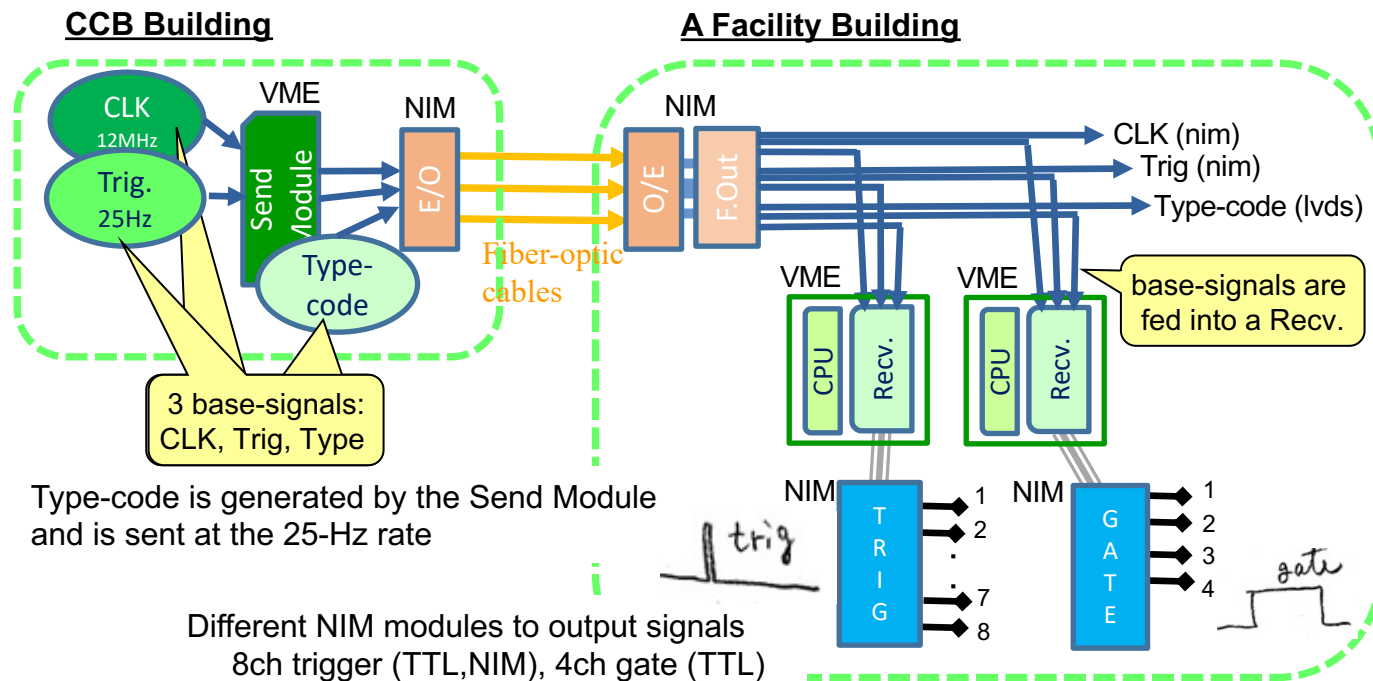 CCB Building
A Facility Building
CLK
12MHz
Trig.
25Hz
VME
Send
Module
Type-
code
NIM
E/O
Fiber-optic
cables
3 base-signals:
CLK, Trig, Type
NIM
O/E
F.Out
CLK (nim)
Trig (nim)
Type-code (lvds)
VME
CPU
Recv.
VME
CPU
Recv.
base-signals are
fed into a Recv.
Type-code is generated by the Send Module
and is sent at the 25-Hz rate
trig
NIM
TRIG
1
2
.
.
7
8
NIM
GATE
1
2
3
4
gate
Different NIM modules to output signals
8ch trigger (TTL,NIM), 4ch gate (TTL)